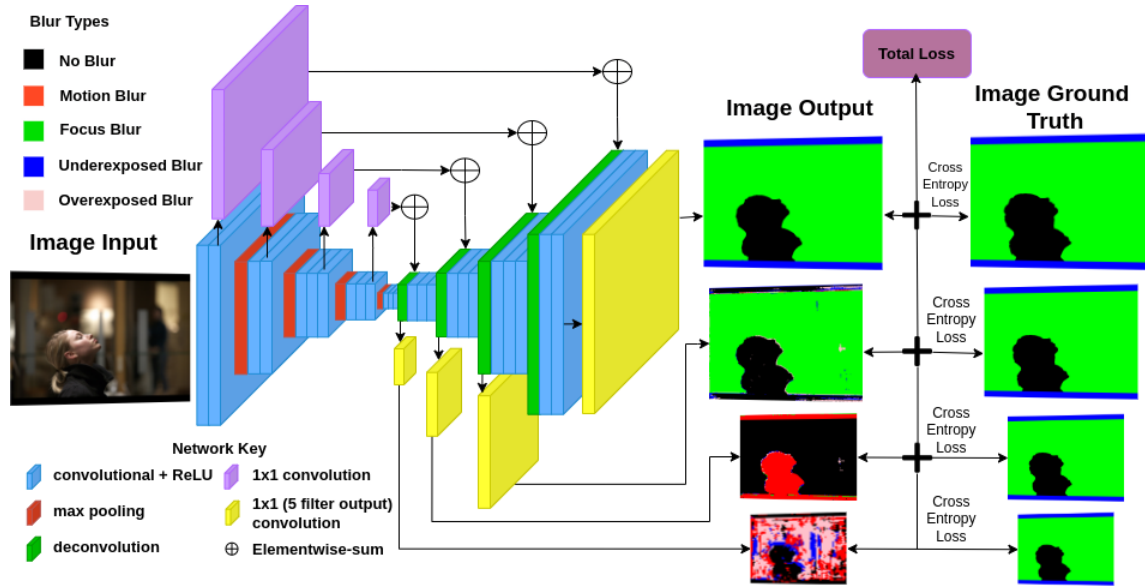 Blur Types
No Blur
Motion Blur
Focus Blur
Underexposed Blur
Overexposed Blur
Image Input
Network Key
convolutional + ReLU
max pooling
deconvolution
1x1 convolution
1x1 (5 filter output)
convolution
Elementwise-sum
Image Output
Total Loss
Image Ground
Truth
Cross
Entropy
Loss
Cross
Entropy
Loss
Cross
Entropy
Loss
Cross
Entropy
Loss